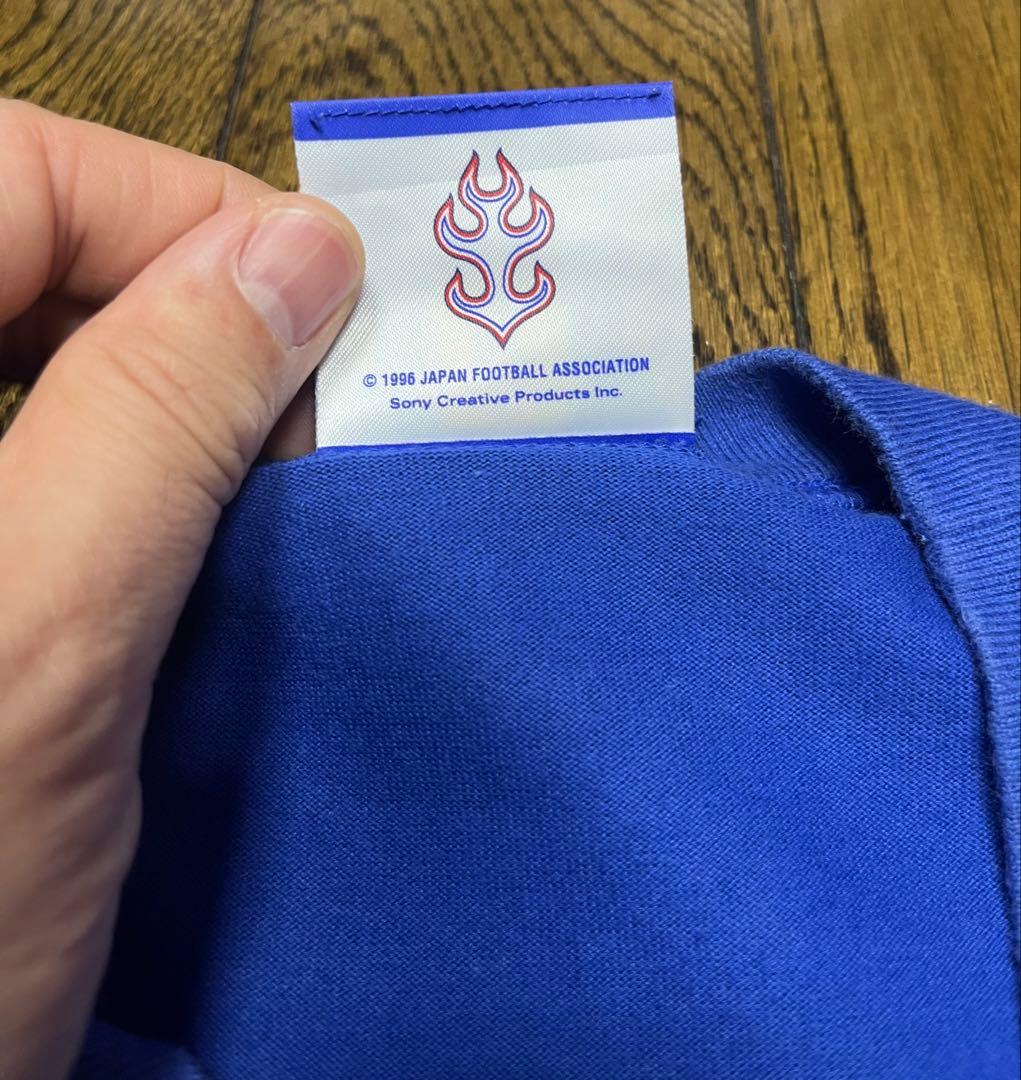 © 1996 JAPAN FOOTBALL ASSOCIATION
Sony Creative Products Inc.